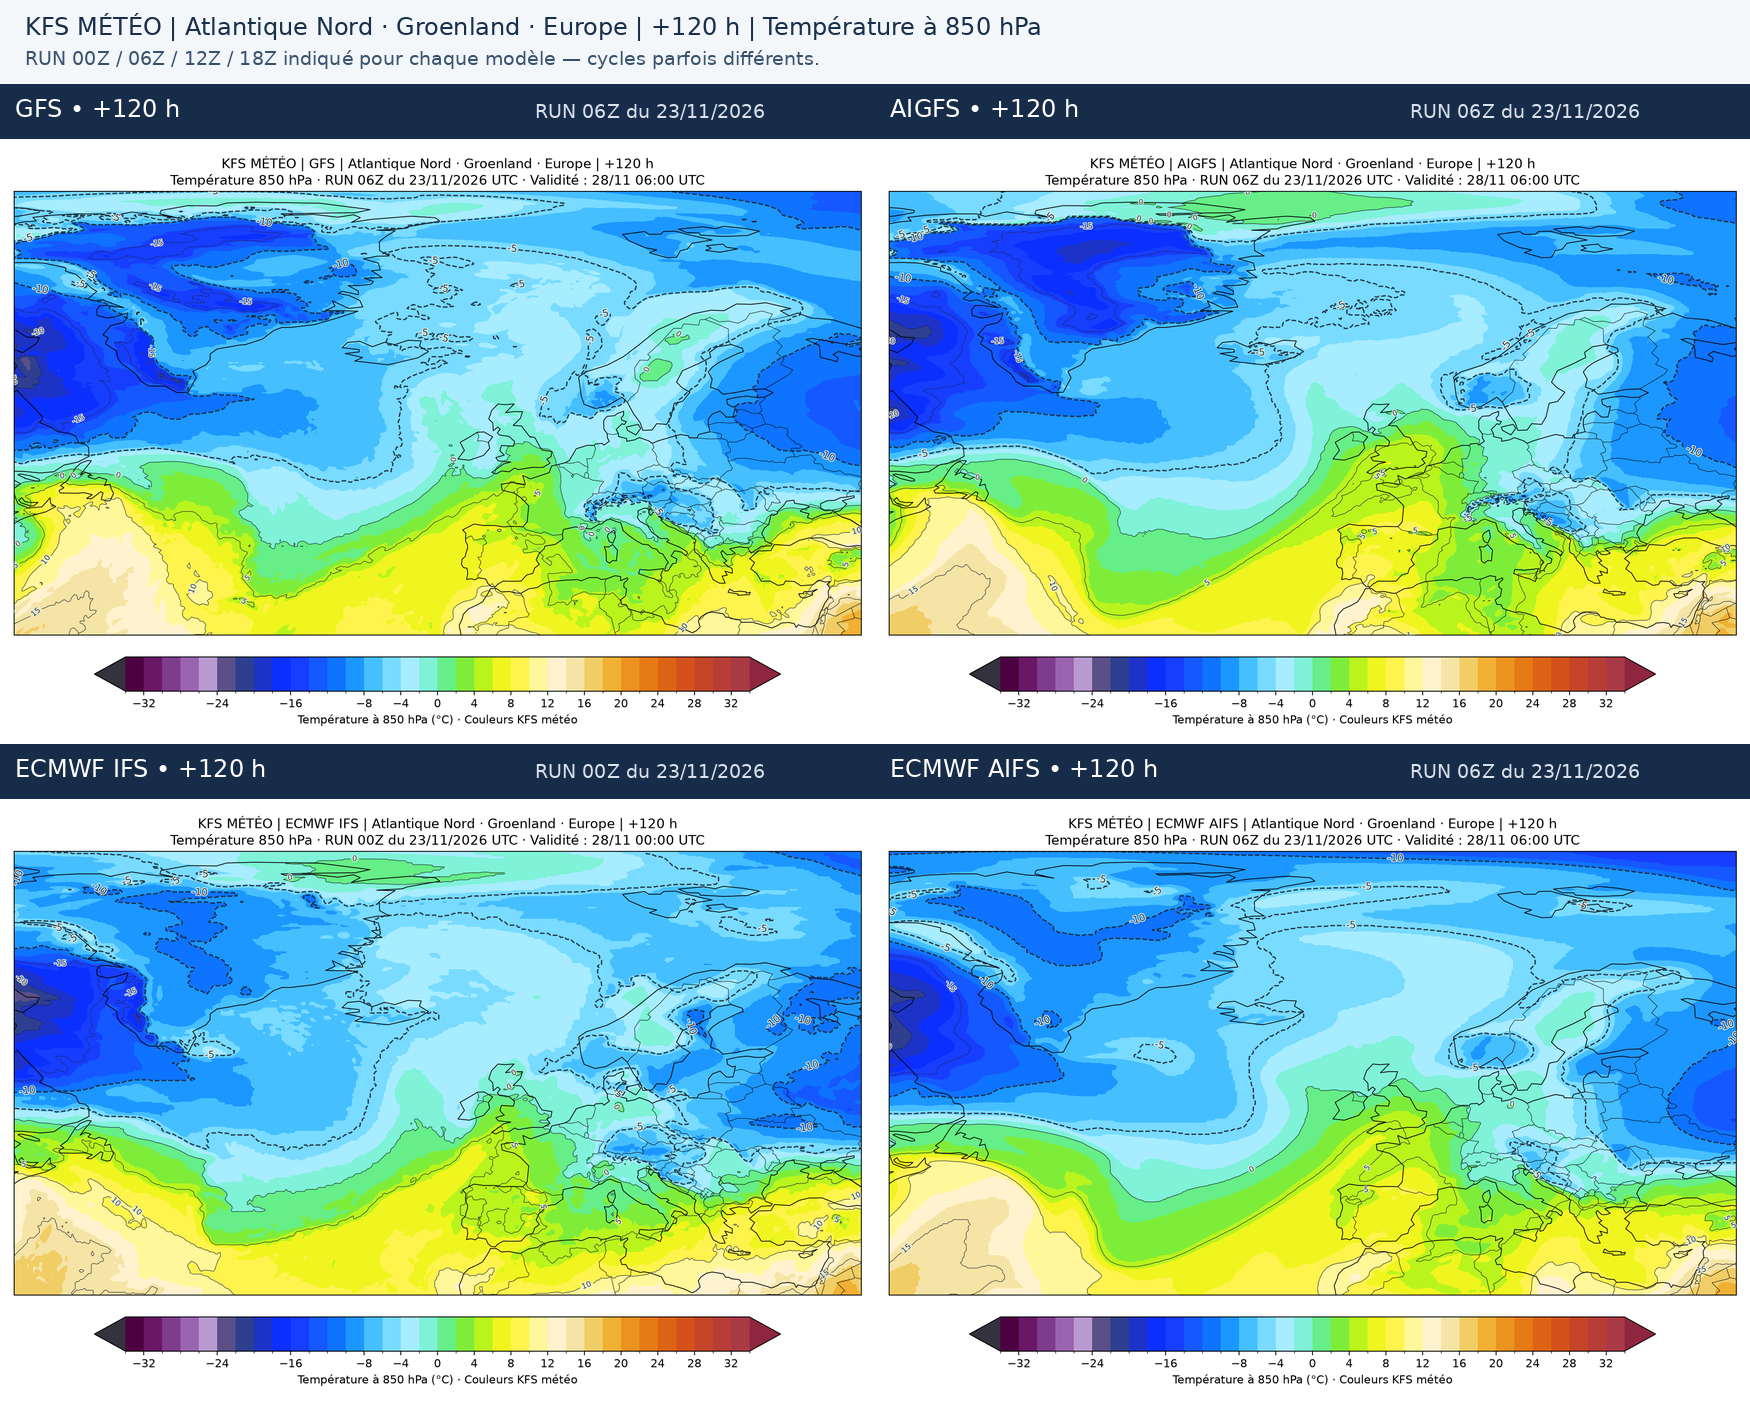 KFS MÉTÉO | Atlantique Nord · Groenland · Europe | +120 h | Température à 850 hPa
RUN 00Z / 06Z / 12Z / 18Z indiqué pour chaque modèle — cycles parfois différents.
GFS • +120 h RUN 06Z du 23/11/2026
AIGFS • +120 h RUN 06Z du 23/11/2026
KFS MÉTÉO | GFS | Atlantique Nord · Groenland · Europe | +120 h
Température 850 hPa · RUN 06Z du 23/11/2026 UTC · Validité : 28/11 06:00 UTC
KFS MÉTÉO | AIGFS | Atlantique Nord · Groenland · Europe | +120 h
Température 850 hPa · RUN 06Z du 23/11/2026 UTC · Validité : 28/11 06:00 UTC
−32 −24 −16 −8 −4 0 4 8 12 16 20 24 28 32
Température à 850 hPa (°C) · Couleurs KFS météo
−32 −24 −16 −8 −4 0 4 8 12 16 20 24 28 32
Température à 850 hPa (°C) · Couleurs KFS météo
ECMWF IFS • +120 h RUN 00Z du 23/11/2026
ECMWF AIFS • +120 h RUN 06Z du 23/11/2026
KFS MÉTÉO | ECMWF IFS | Atlantique Nord · Groenland · Europe | +120 h
Température 850 hPa · RUN 00Z du 23/11/2026 UTC · Validité : 28/11 00:00 UTC
KFS MÉTÉO | ECMWF AIFS | Atlantique Nord · Groenland · Europe | +120 h
Température 850 hPa · RUN 06Z du 23/11/2026 UTC · Validité : 28/11 06:00 UTC
−32 −24 −16 −8 −4 0 4 8 12 16 20 24 28 32
Température à 850 hPa (°C) · Couleurs KFS météo
−32 −24 −16 −8 −4 0 4 8 12 16 20 24 28 32
Température à 850 hPa (°C) · Couleurs KFS météo